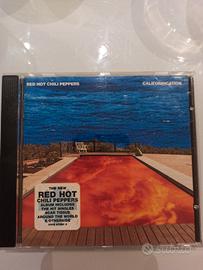 RED HOT CHILI PEPPERS
CALIFORNICATION
THE NEW
RED HOT
CHILI PEPPERS
ALBUM INCLUDES
THE HIT SINGLES
SCAR TISSUE
AROUND THE WORLD
& OTHERSIDE
subito